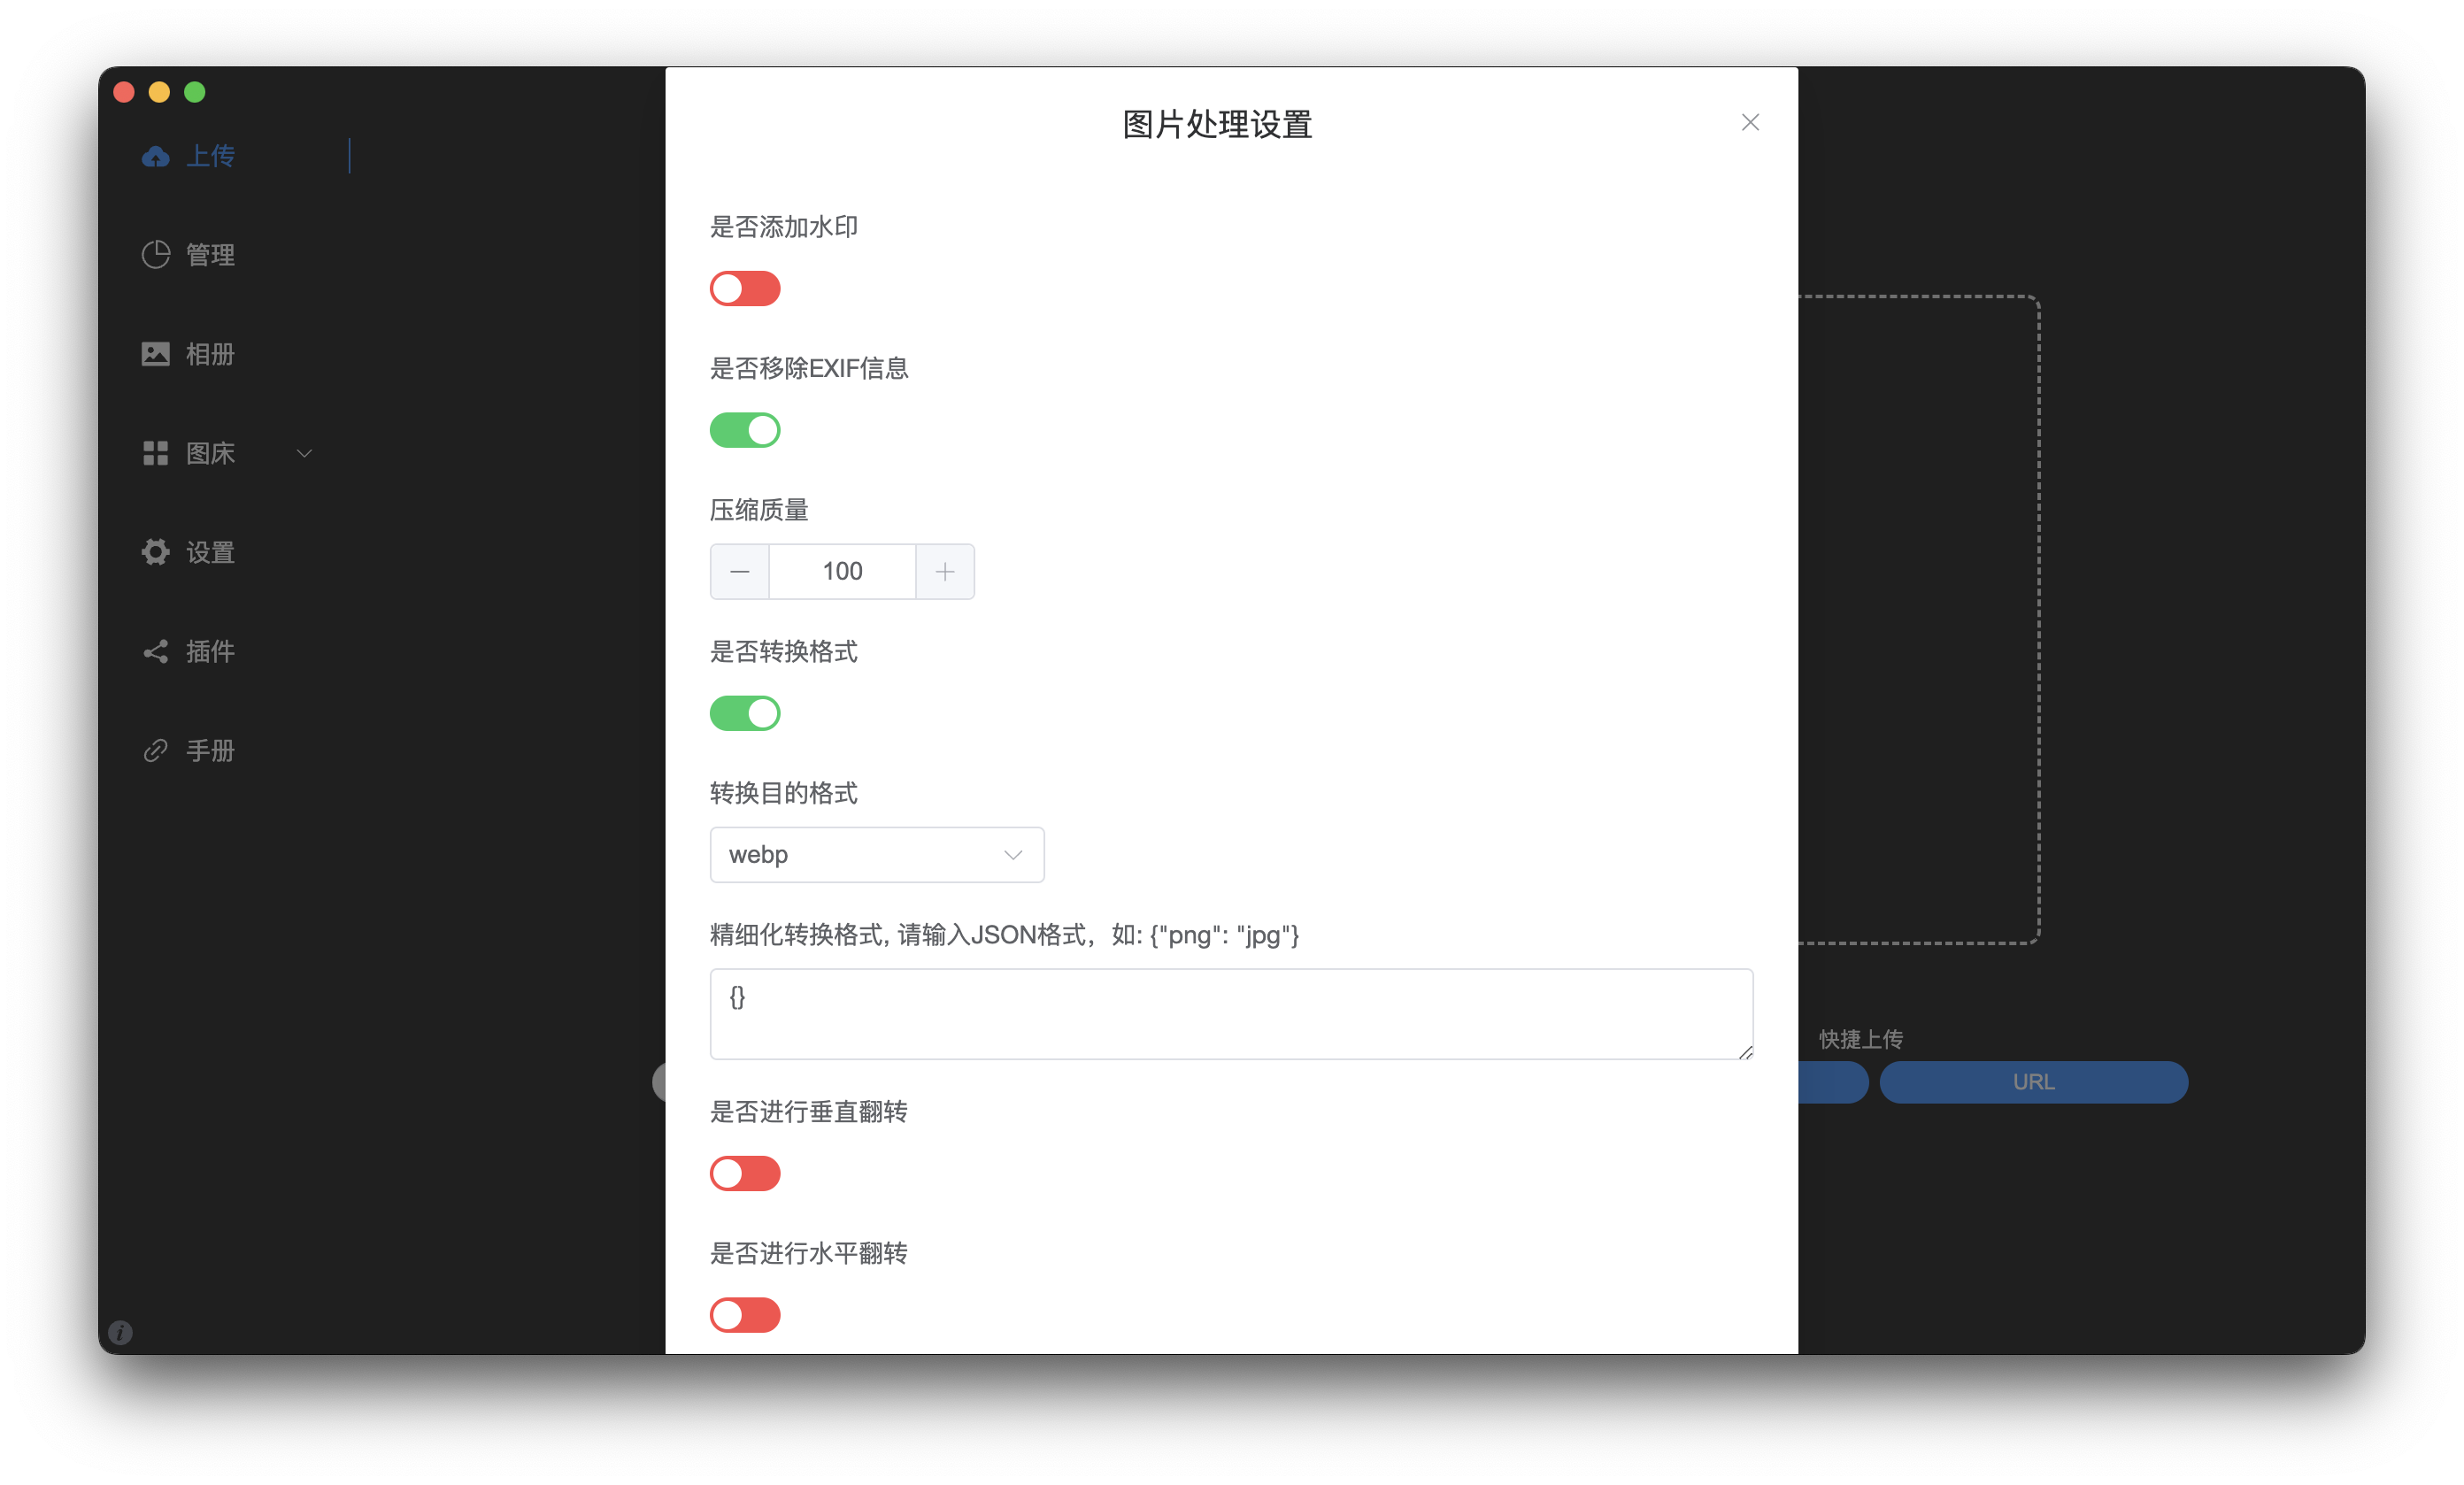 上传
管理
相册
图床
设置
插件
手册
图片处理设置
是否添加水印
是否移除EXIF信息
压缩质量
100
是否转换格式
转换目的格式
webp
精细化转换格式, 请输入JSON格式，如: {"png": "jpg"}
{}
是否进行垂直翻转
是否进行水平翻转
快捷上传
URL